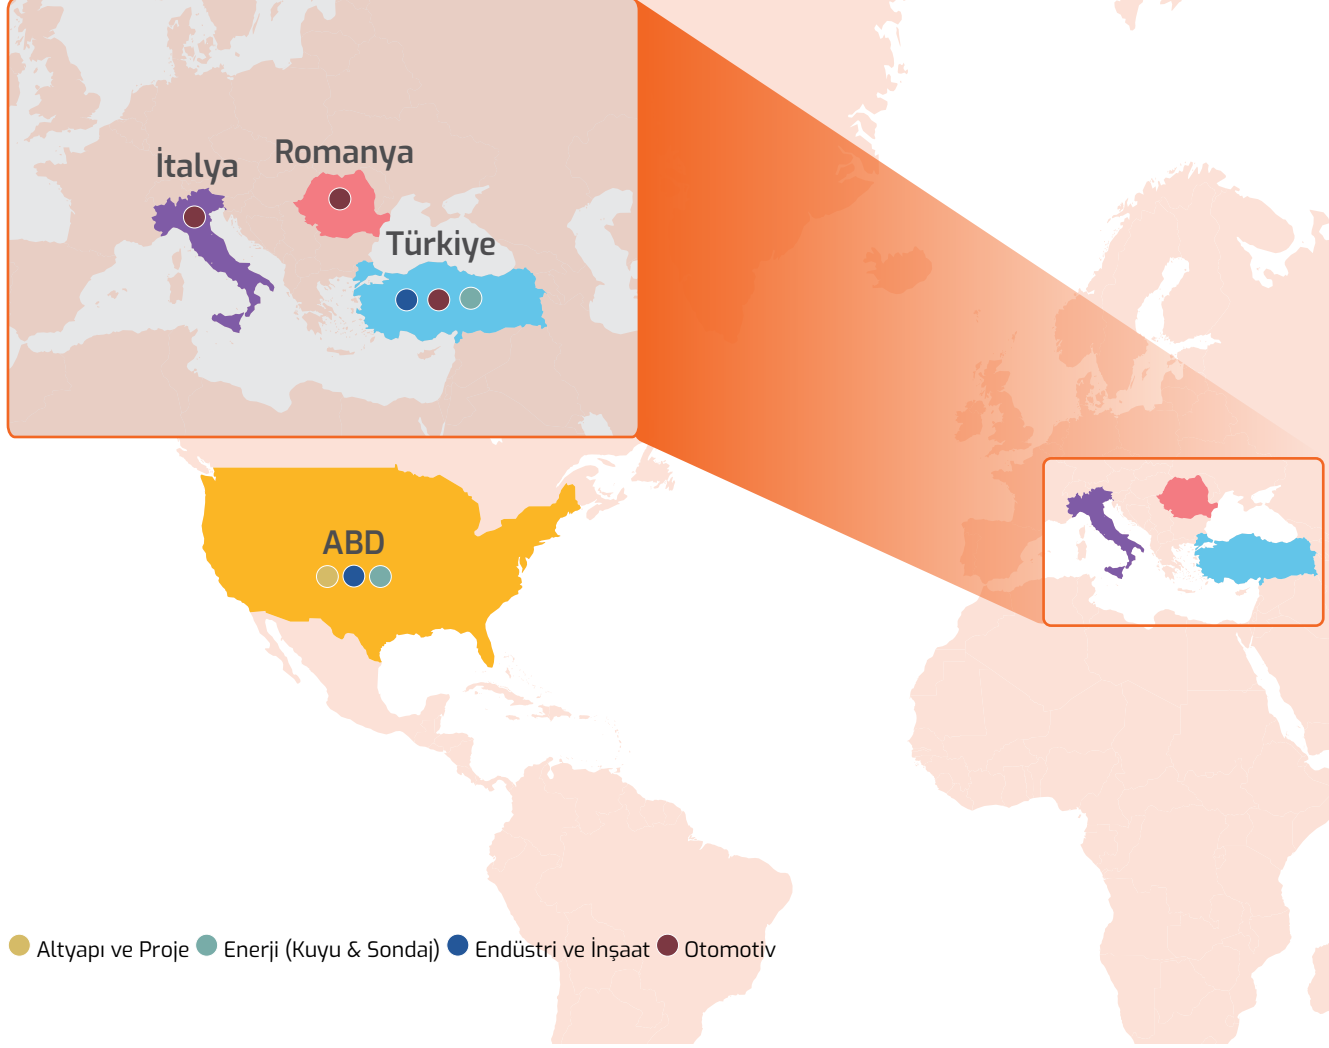 İtalya
Romanya
Türkiye
ABD
Altyapı ve Proje Enerji (Kuyu & Sondaj) Endüstri ve İnşaat Otomotiv